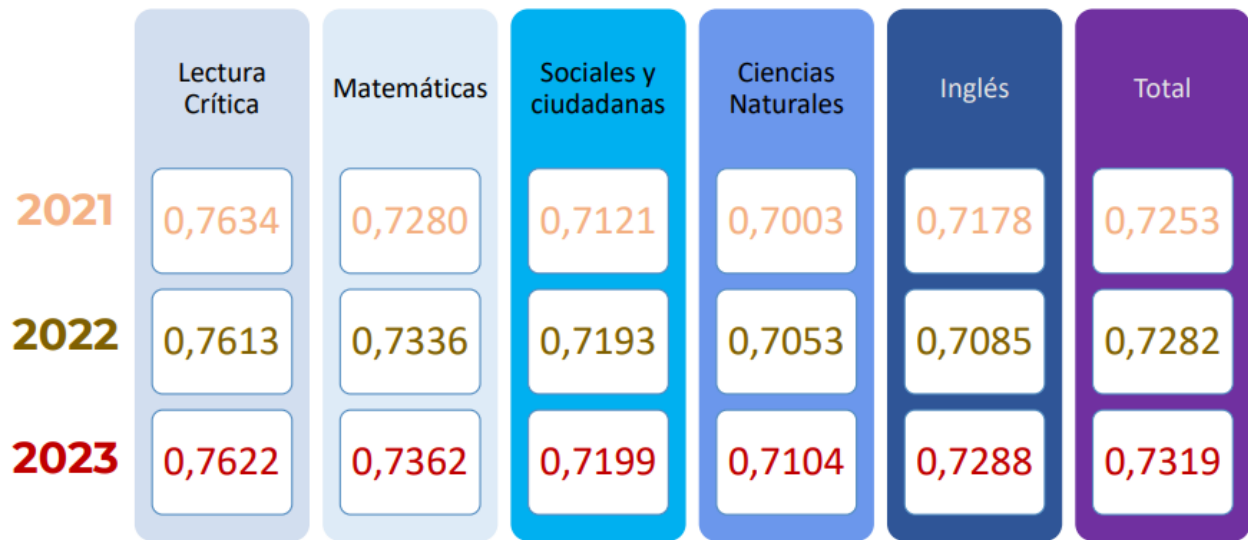 Lectura
Crítica
Matemáticas
Sociales y
ciudadanas
Ciencias
Naturales
Inglés
Total
2021 0,7634 0,7280 0,7121 0,7003 0,7178 0,7253
2022 0,7613 0,7336 0,7193 0,7053 0,7085 0,7282
2023 0,7622 0,7362 0,7199 0,7104 0,7288 0,7319